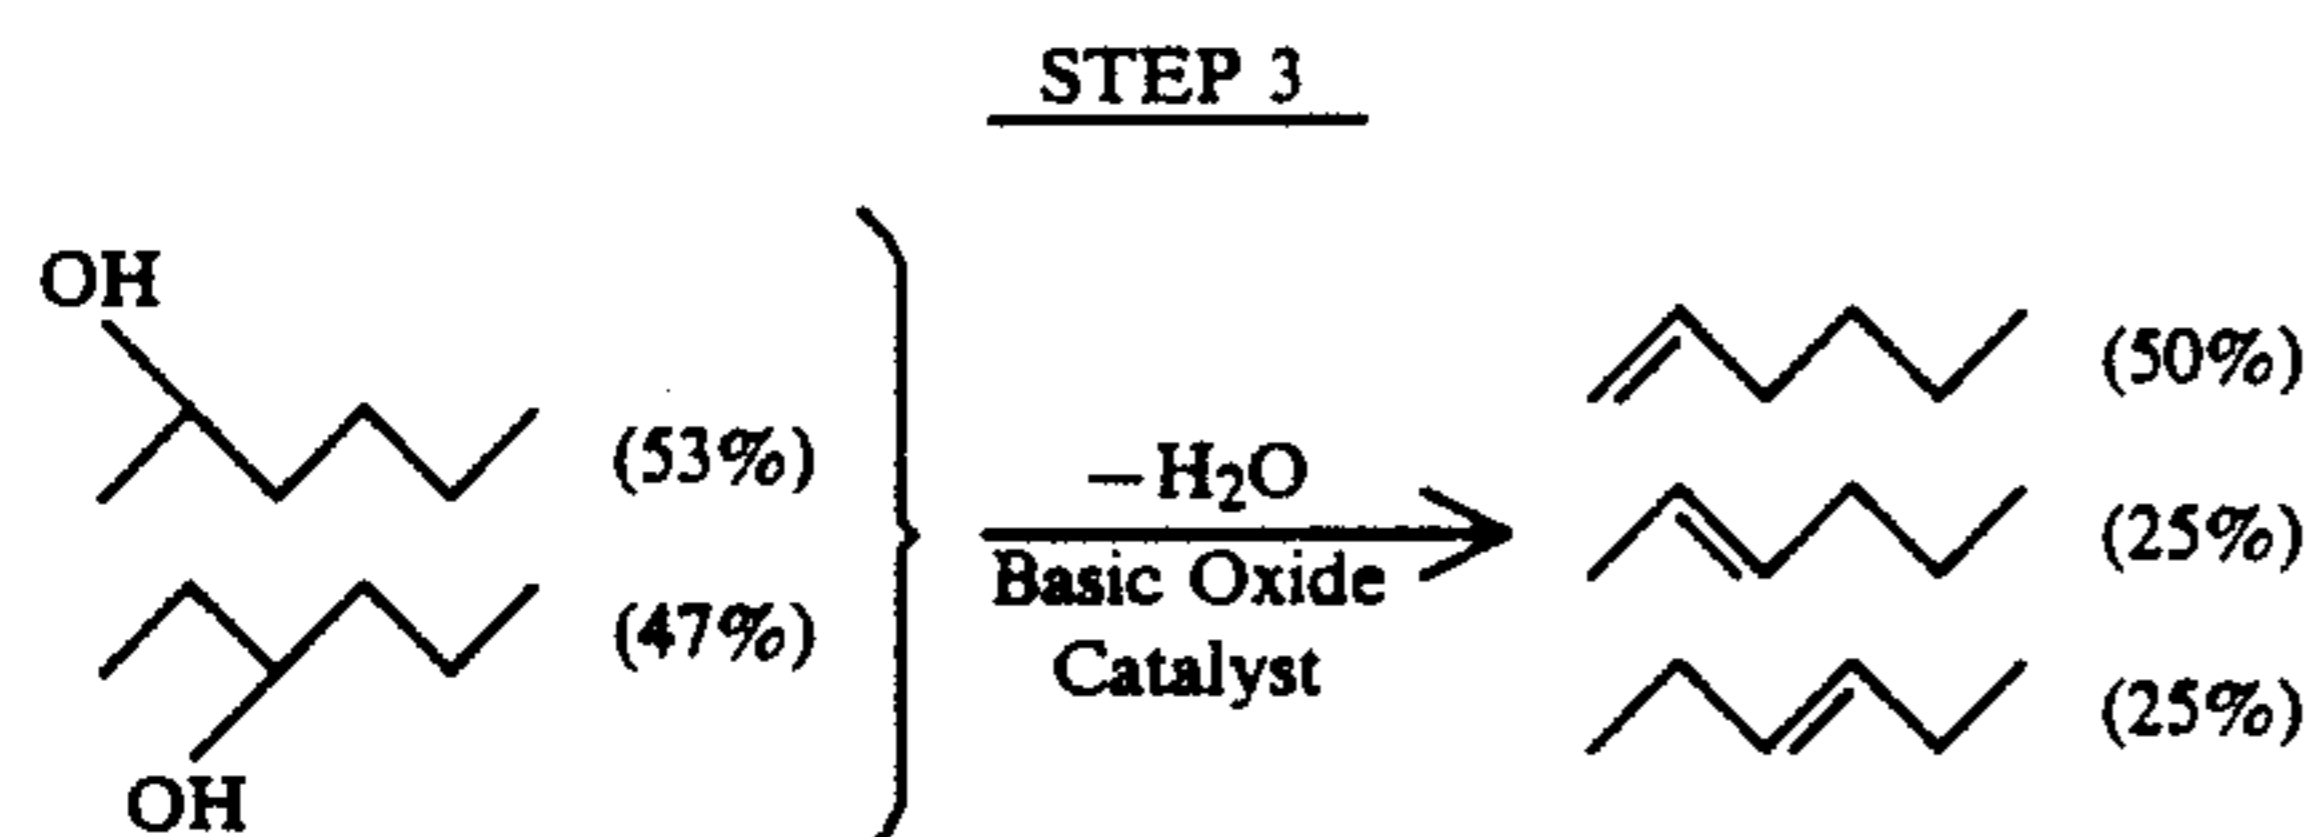 STEP 3
OH
(53%)
(47%)
OH
–H₂O
Basic Oxide
Catalyst
(50%)
(25%)
(25%)